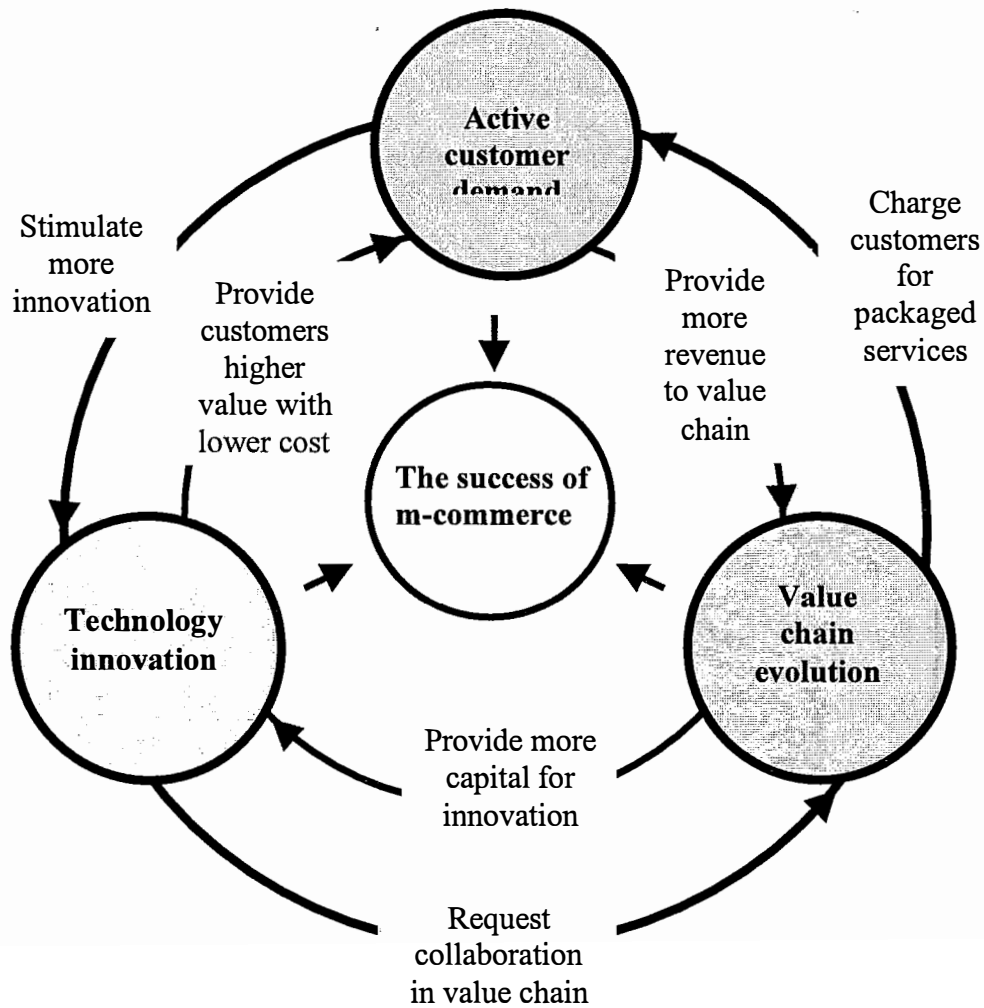 Active
customer
demand
Stimulate
more
innovation
Provide
customers
higher
value with
lower cost
Provide
more
revenue
to value
chain
Charge
customers
for
packaged
services
The success of
m-commerce
Technology
innovation
Value
chain
evolution
Provide more
capital for
innovation
Request
collaboration
in value chain